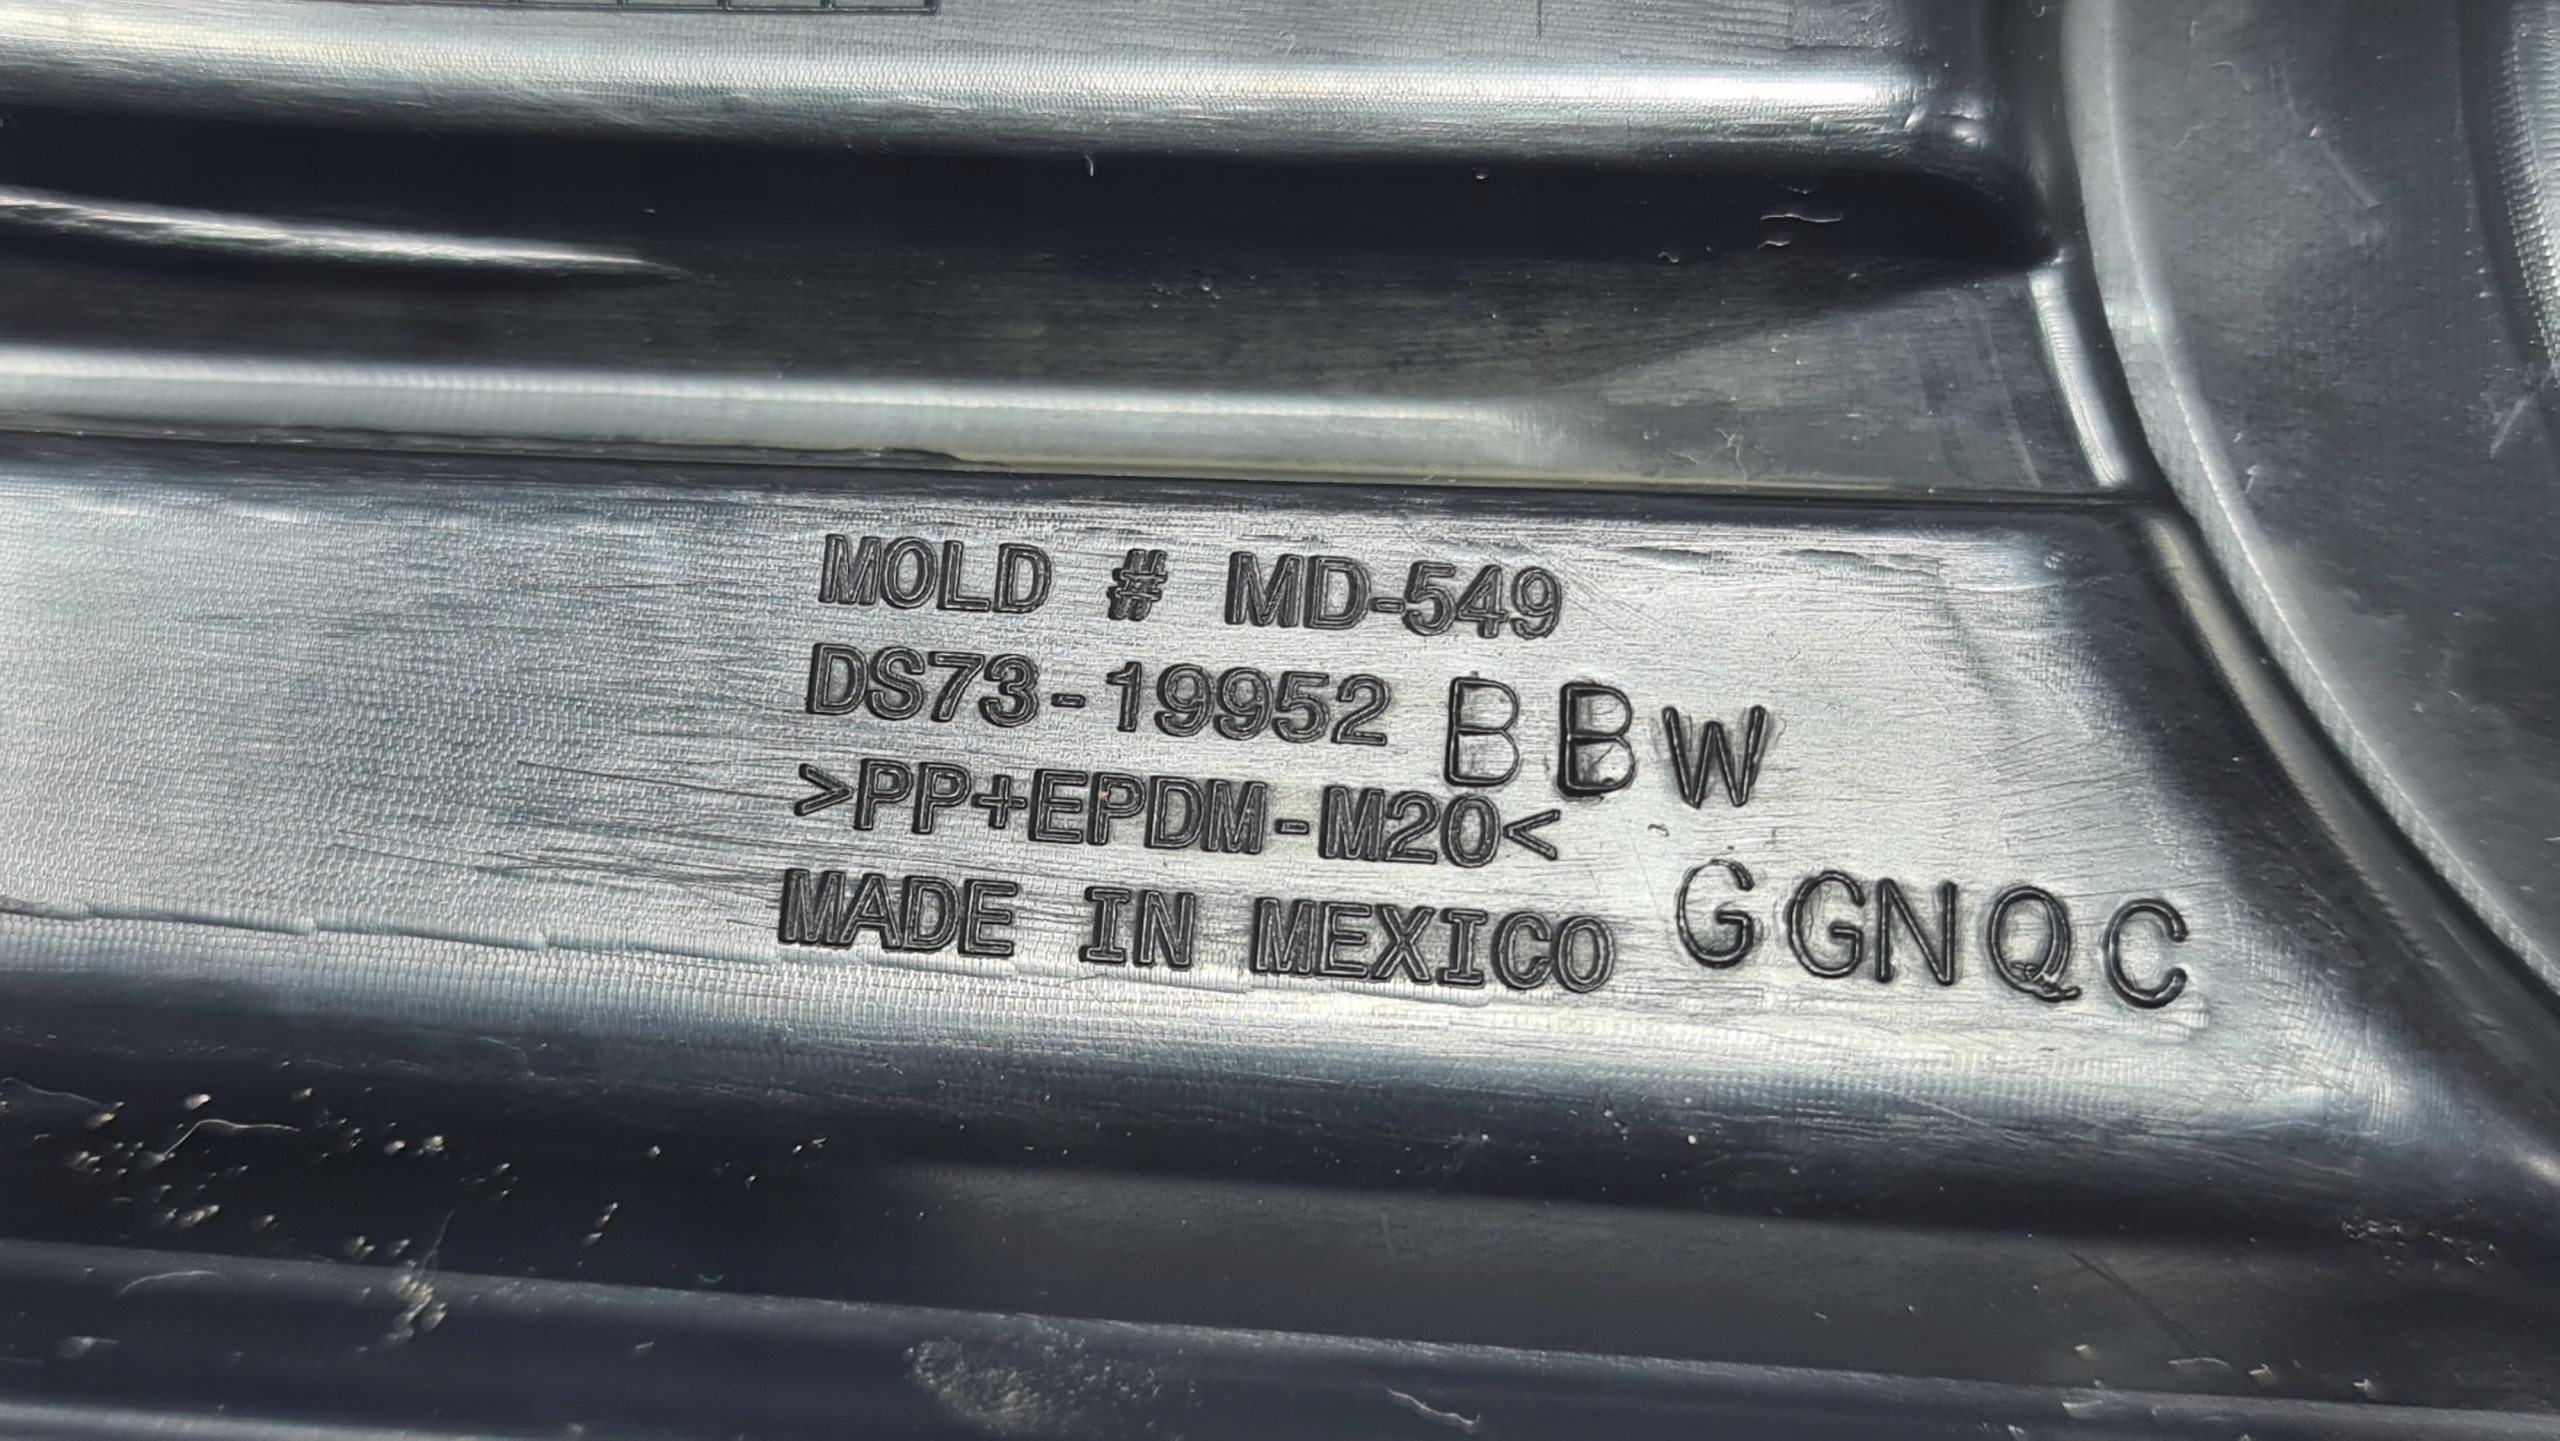 MOLD # MD-549
DS73-19952 BBW
>PP+EPDM-M20<
MADE IN MEXICO GGNQC